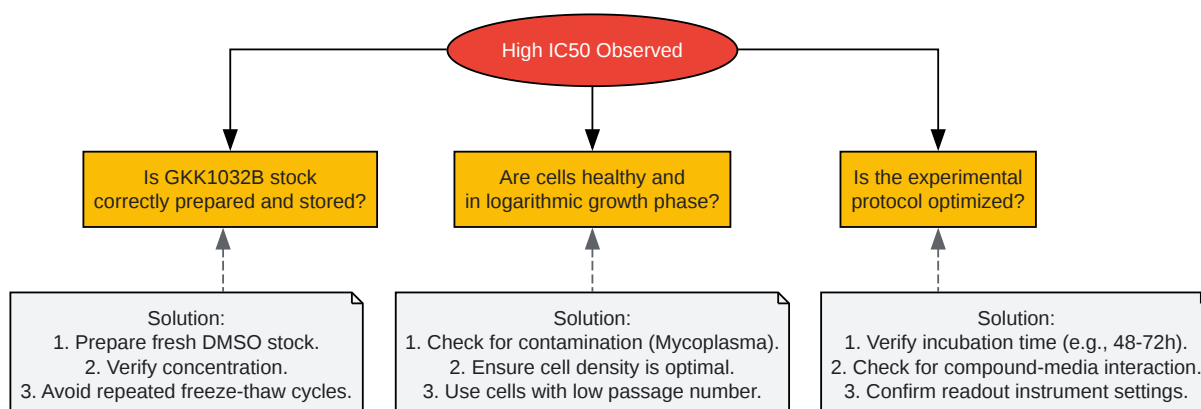 High IC50 Observed
Is GKK1032B stock
correctly prepared and stored?
Are cells healthy and
in logarithmic growth phase?
Is the experimental
protocol optimized?
Solution:
1. Prepare fresh DMSO stock.
2. Verify concentration.
3. Avoid repeated freeze-thaw cycles.
Solution:
1. Check for contamination (Mycoplasma).
2. Ensure cell density is optimal.
3. Use cells with low passage number.
Solution:
1. Verify incubation time (e.g., 48-72h).
2. Check for compound-media interaction.
3. Confirm readout instrument settings.